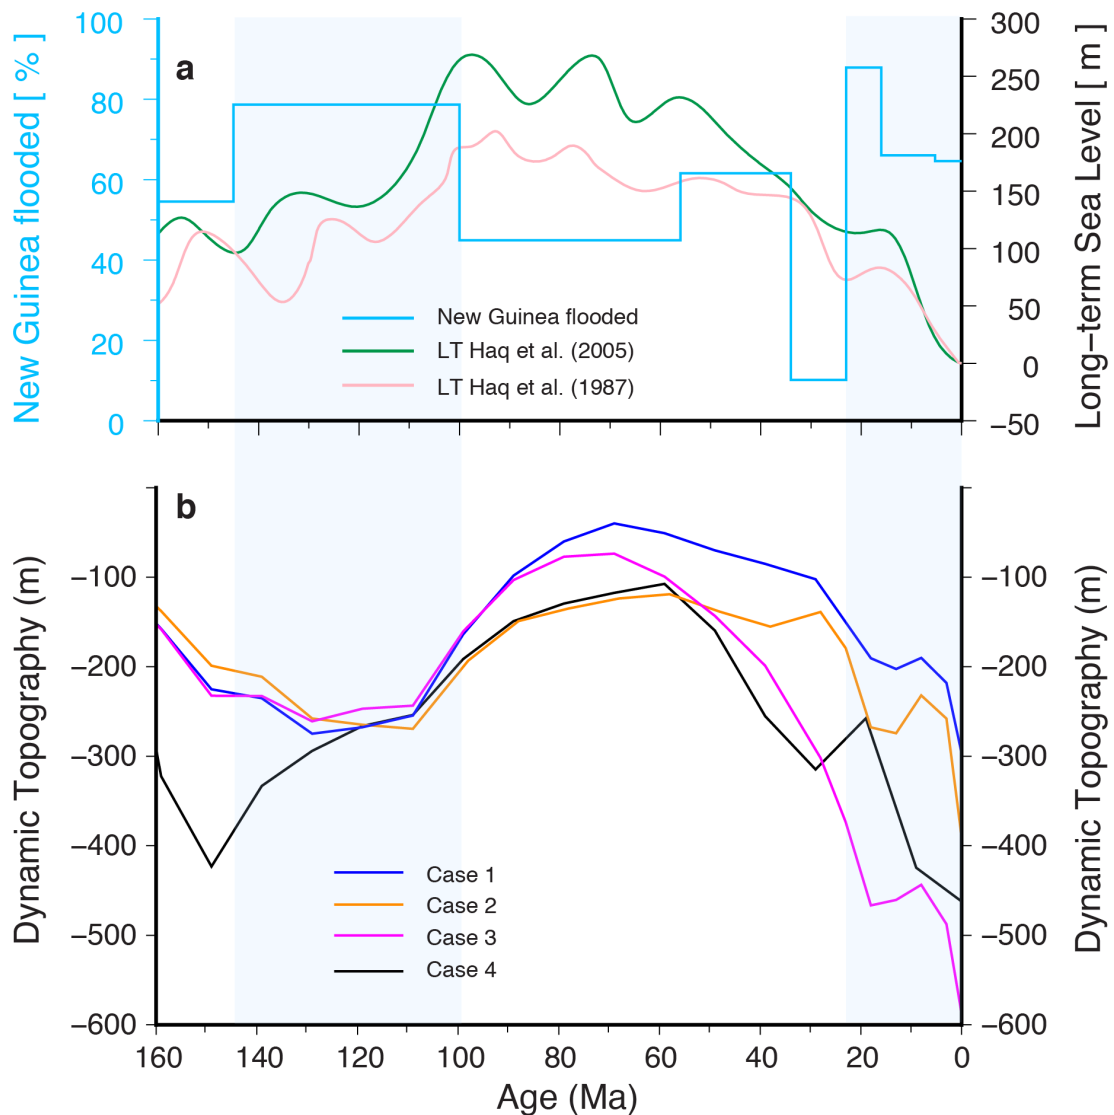 New Guinea flooded [ % ]
100
80
60
40
20
0
a
New Guinea flooded
LT Haq et al. (2005)
LT Haq et al. (1987)
300
250
200
150
100
50
0
−50
Long−term Sea Level [ m ]
Dynamic Topography (m)
−100
−200
−300
−400
−500
−600
b
Case 1
Case 2
Case 3
Case 4
−100
−200
−300
−400
−500
−600
Dynamic Topography (m)
160 140 120 100 80 60 40 20 0
Age (Ma)